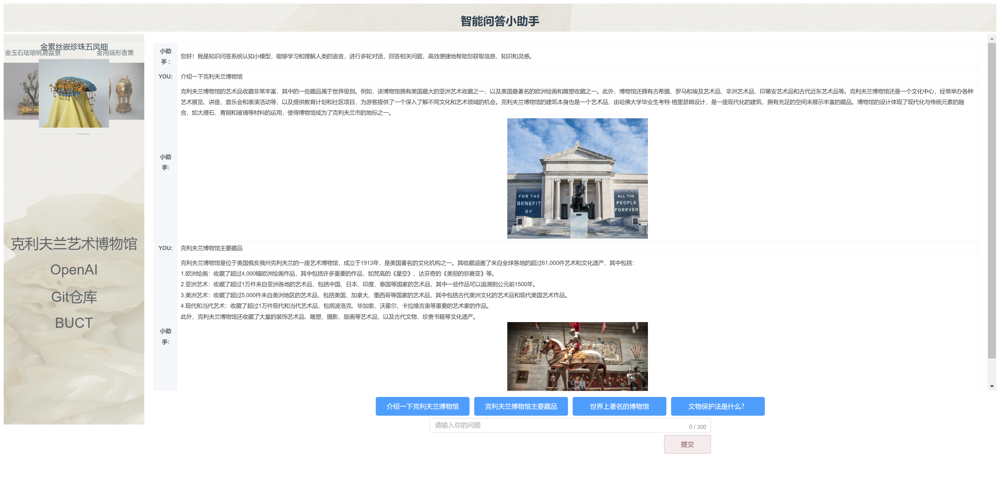 智能问答小助手
金累丝嵌珍珠五凤钿
金玉石珐琅桃鹿盆景
金甪端形香熏
克利夫兰艺术博物馆
OpenAI
Git仓库
BUCT
小助
手：
您好！我是知识问答系统认知小模型，能够学习和理解人类的语言，进行多轮对话，回答相关问题，高效便捷地帮助您获取信息、知识和灵感。
YOU:
介绍一下克利夫兰博物馆
小助
手:
克利夫兰博物馆的艺术品收藏非常丰富，其中的一些藏品属于世界级别。例如，该博物馆拥有美国最大的亚洲艺术收藏之一，以及美国最著名的欧洲绘画和雕塑收藏之一。此外，博物馆还拥有古希腊、罗马和埃及艺术品、非洲艺术品、印第安艺术品和古代近东艺术品等。克利夫兰博物馆还是一个文化中心，经常举办各种
艺术展览、讲座、音乐会和表演活动等，以及提供教育计划和社区项目，为游客提供了一个深入了解不同文化和艺术领域的机会。克利夫兰博物馆的建筑本身也是一个艺术品，由哈佛大学毕业生考特·格里瑟姆设计，是一座现代化的建筑，拥有充足的空间来展示丰富的藏品。博物馆的设计体现了现代化与传统元素的融
合，如大理石、青铜和玻璃等材料的运用，使得博物馆成为了克利夫兰市的地标之一。
FOR THE
BENEFIT
OF
ALL THE
PEOPLE
FOREVER
YOU:
克利夫兰博物馆主要藏品
小助
手:
克利夫兰博物馆是位于美国俄亥俄州克利夫兰的一座艺术博物馆，成立于1913年，是美国著名的文化机构之一。其收藏涵盖了来自全球各地的超过61,000件艺术和文化遗产，其中包括：
1.欧洲绘画：收藏了超过4,000幅欧洲绘画作品，其中包括许多重要的作品，如梵高的《星空》、达芬奇的《美丽的弥赛亚》等。
2.亚洲艺术：收藏了超过1万件来自亚洲各地的艺术品，包括中国、日本、印度、泰国等国家的艺术品，其中一些作品可以追溯到公元前1500年。
3.美洲艺术：收藏了超过5,000件来自美洲地区的艺术品，包括美国、加拿大、墨西哥等国家的艺术品，其中包括古代美洲文化的艺术品和现代美国艺术作品。
4.现代和当代艺术：收藏了超过1万件现代和当代艺术品，包括波洛克、毕加索、沃霍尔、卡拉维吉奥等重要的艺术家的作品。
此外，克利夫兰博物馆还收藏了大量的装饰艺术品、雕塑、摄影、版画等艺术品，以及古代文物、珍贵书籍等文化遗产。
介绍一下克利夫兰博物馆
克利夫兰博物馆主要藏品
世界上著名的博物馆
文物保护法是什么？
请输入你的问题
0 / 300
提交